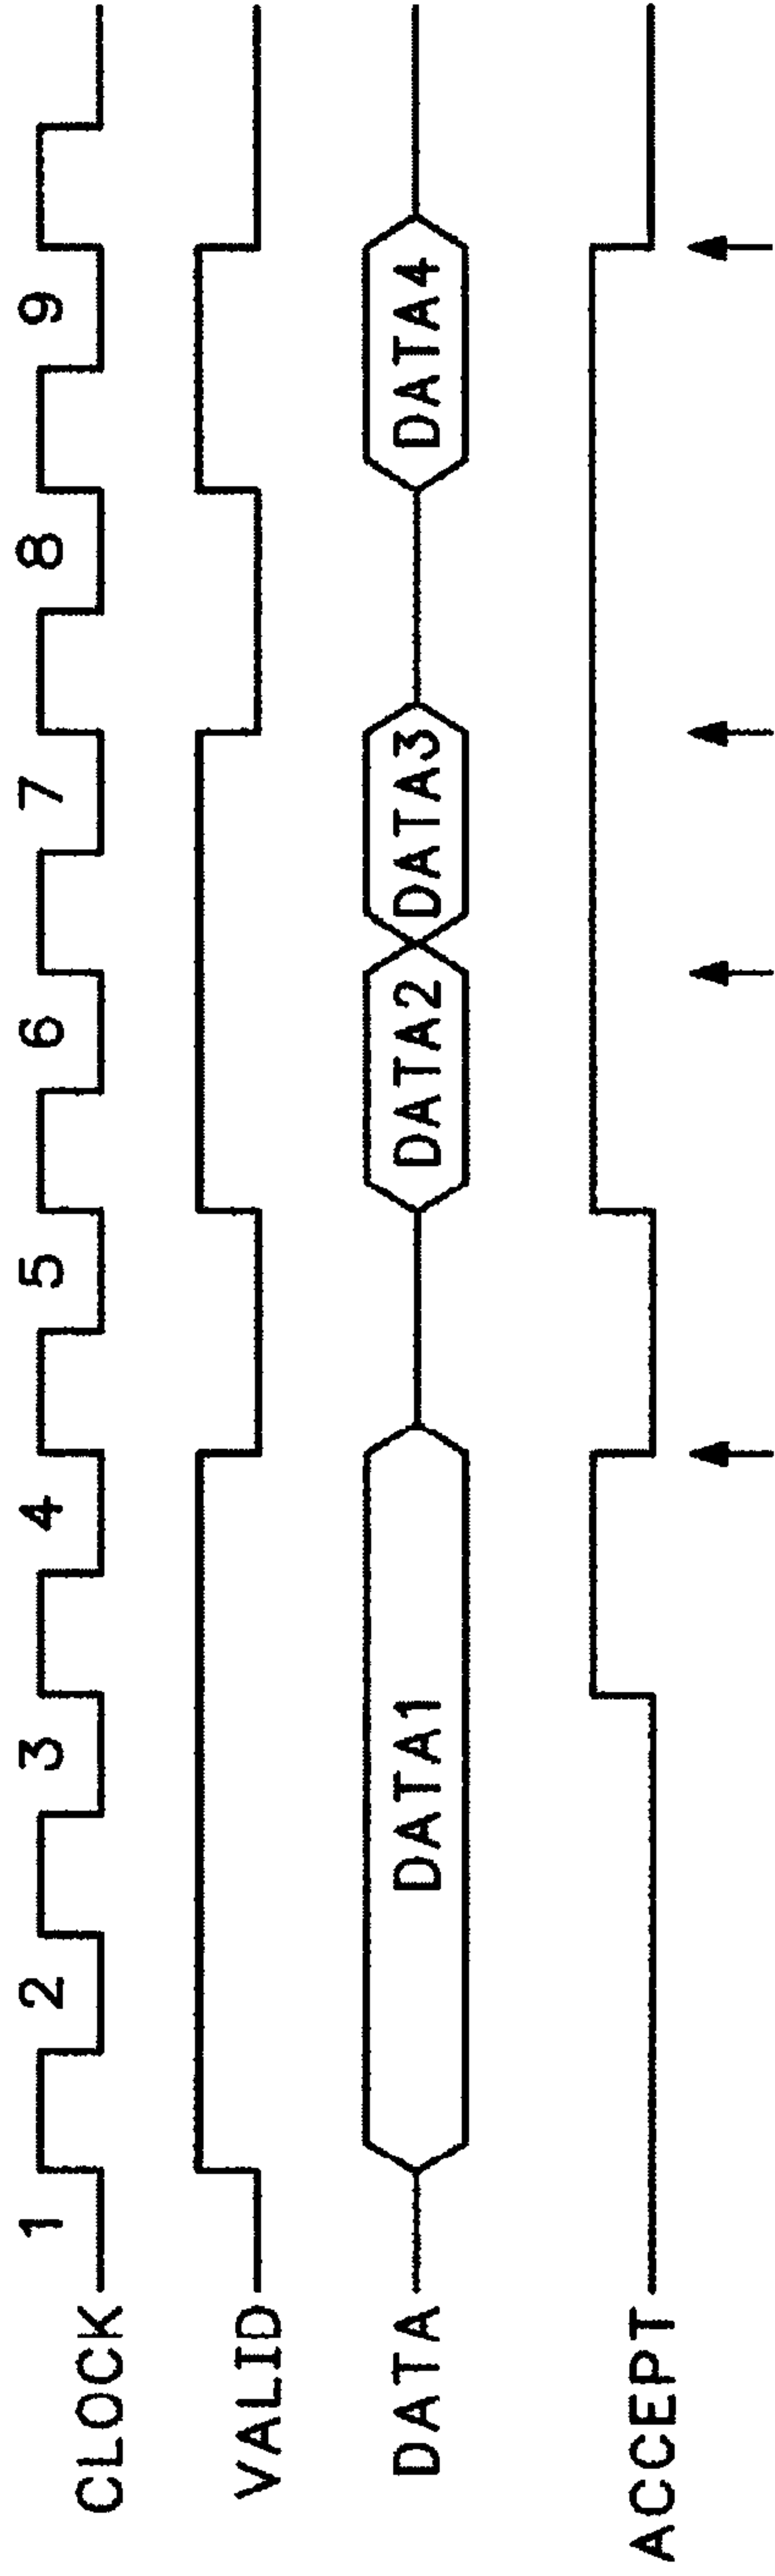 1 2 3 4 5 6 7 8 9
CLOCK
VALID
DATA DATA1 DATA2 DATA3 DATA4
ACCEPT